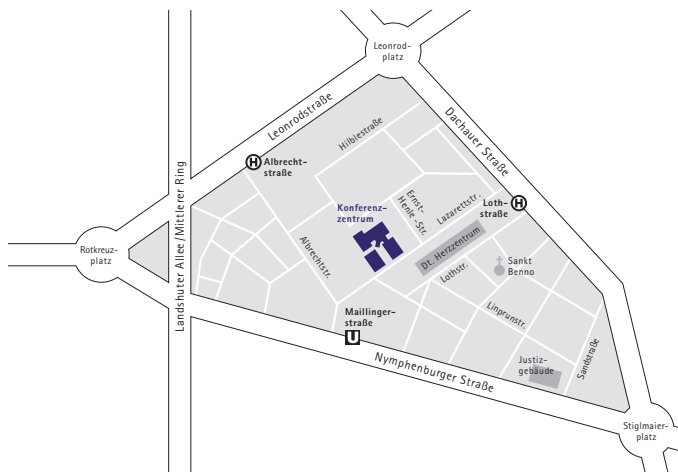 Leonrod-
platz
Leonrodstraße
Hilblestraße
Dachauer Straße
H
Albrecht-
straße
Landshuter Allee/Mittlerer Ring
Konferenz-
zentrum
Ernst-
Henle-Str.
Lazarettstr.
Loth-
straße
H
Albrechtstr.
Dt. Herzzentrum
Rotkreuz-
platz
Lothstr.
Sankt
Benno
Maillinger-
straße
U
Linprunstr.
Nymphenburger Straße
Justiz-
gebäude
Sandstraße
Stiglmaier-
platz